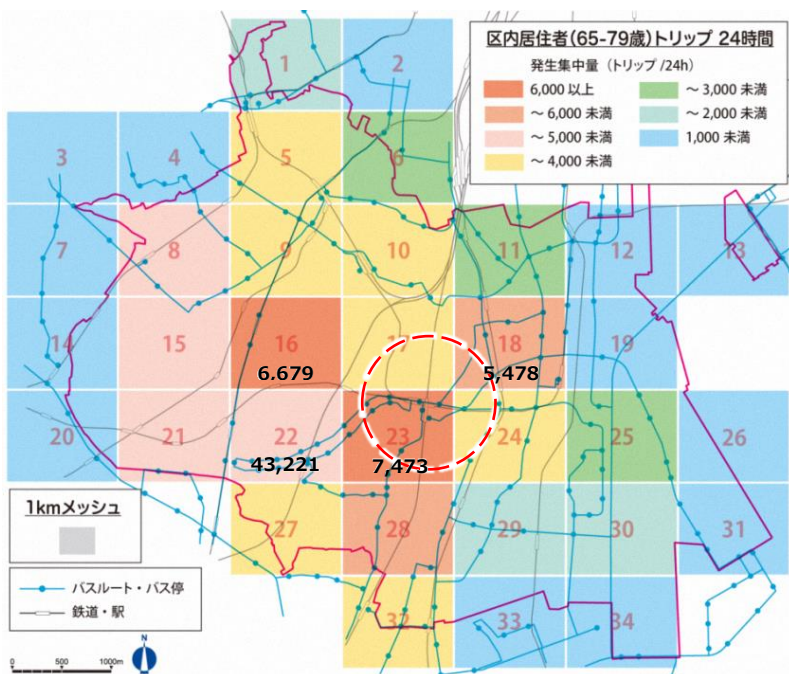 区内居住者(65-79歳)トリップ 24時間
発生集中量（トリップ /24h）
6,000 以上
～ 3,000 未満
～ 6,000 未満
～ 2,000 未満
～ 5,000 未満
1,000 未満
～ 4,000 未満
1
2
3
4
5
6
7
8
9
10
11
12
13
14
15
16
17
18
19
6.679
5,478
20
21
22
23
24
25
26
43,221
7,473
27
28
29
30
31
32
33
34
1kmメッシュ
バスルート・バス停
鉄道・駅
N
0 500 1000m